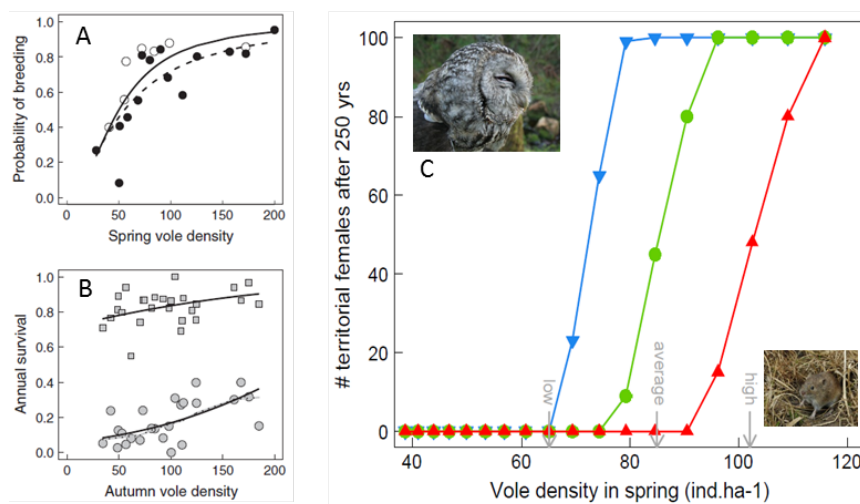 A
Probability of breeding
1.0
0.8
0.6
0.4
0.2
0.0
0 50 100 150 200
Spring vole density
B
Annual survival
1.0
0.8
0.6
0.4
0.2
0.0
0 50 100 150 200
Autumn vole density
C
# territorial females after 250 yrs
100
80
60
40
20
0
low
average
high
40 60 80 100 120
Vole density in spring (ind.ha-1)